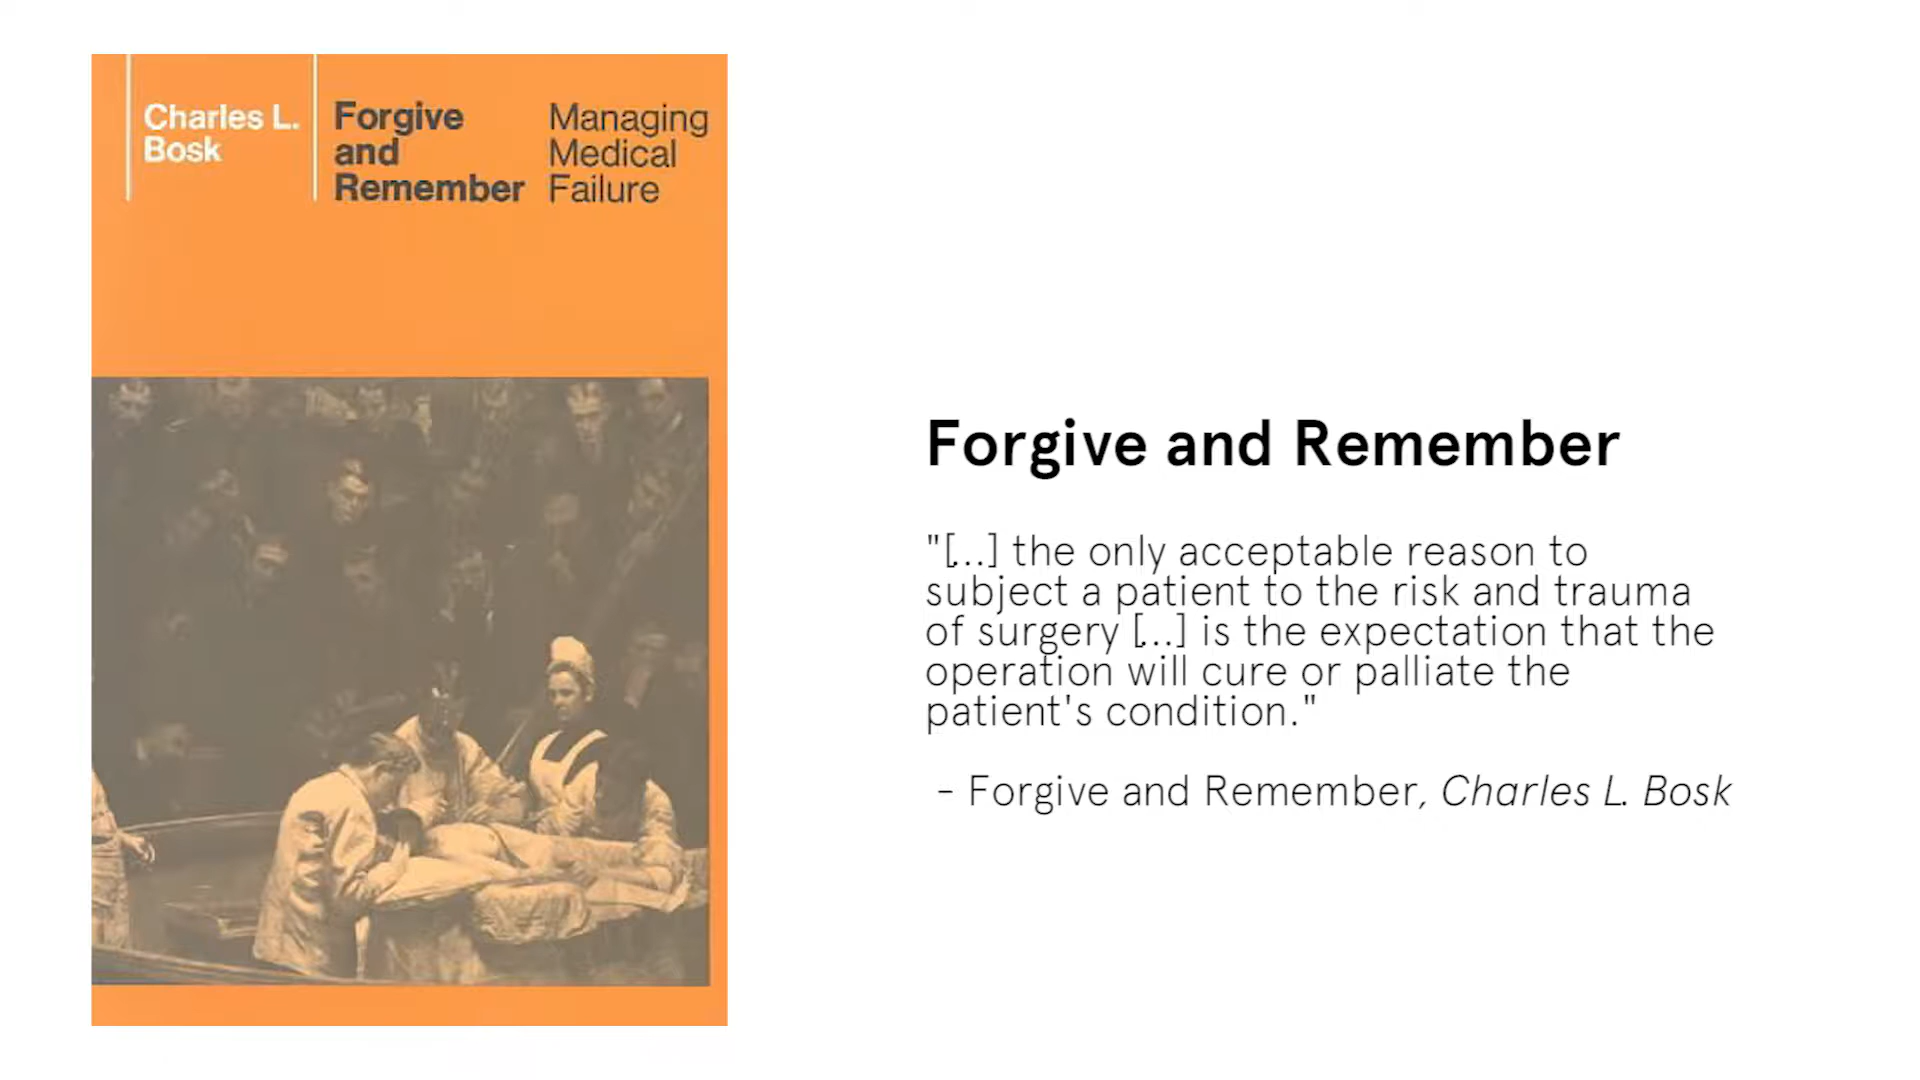 Charles L.
Bosk
Forgive
and
Remember
Managing
Medical
Failure
Forgive and Remember
"[...] the only acceptable reason to
subject a patient to the risk and trauma
of surgery [...] is the expectation that the
operation will cure or palliate the
patient's condition."
- Forgive and Remember, Charles L. Bosk